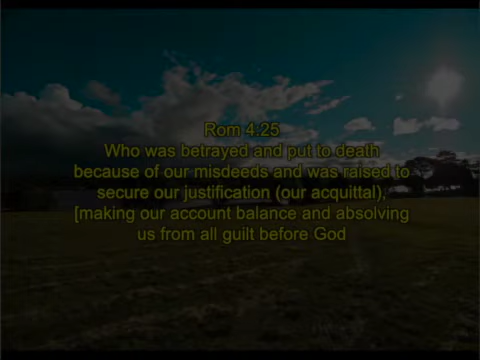 Rom 4:25
Who was betrayed and put to death
because of our misdeeds and was raised to
secure our justification (our acquittal),
[making our account balance and absolving
us from all guilt before God